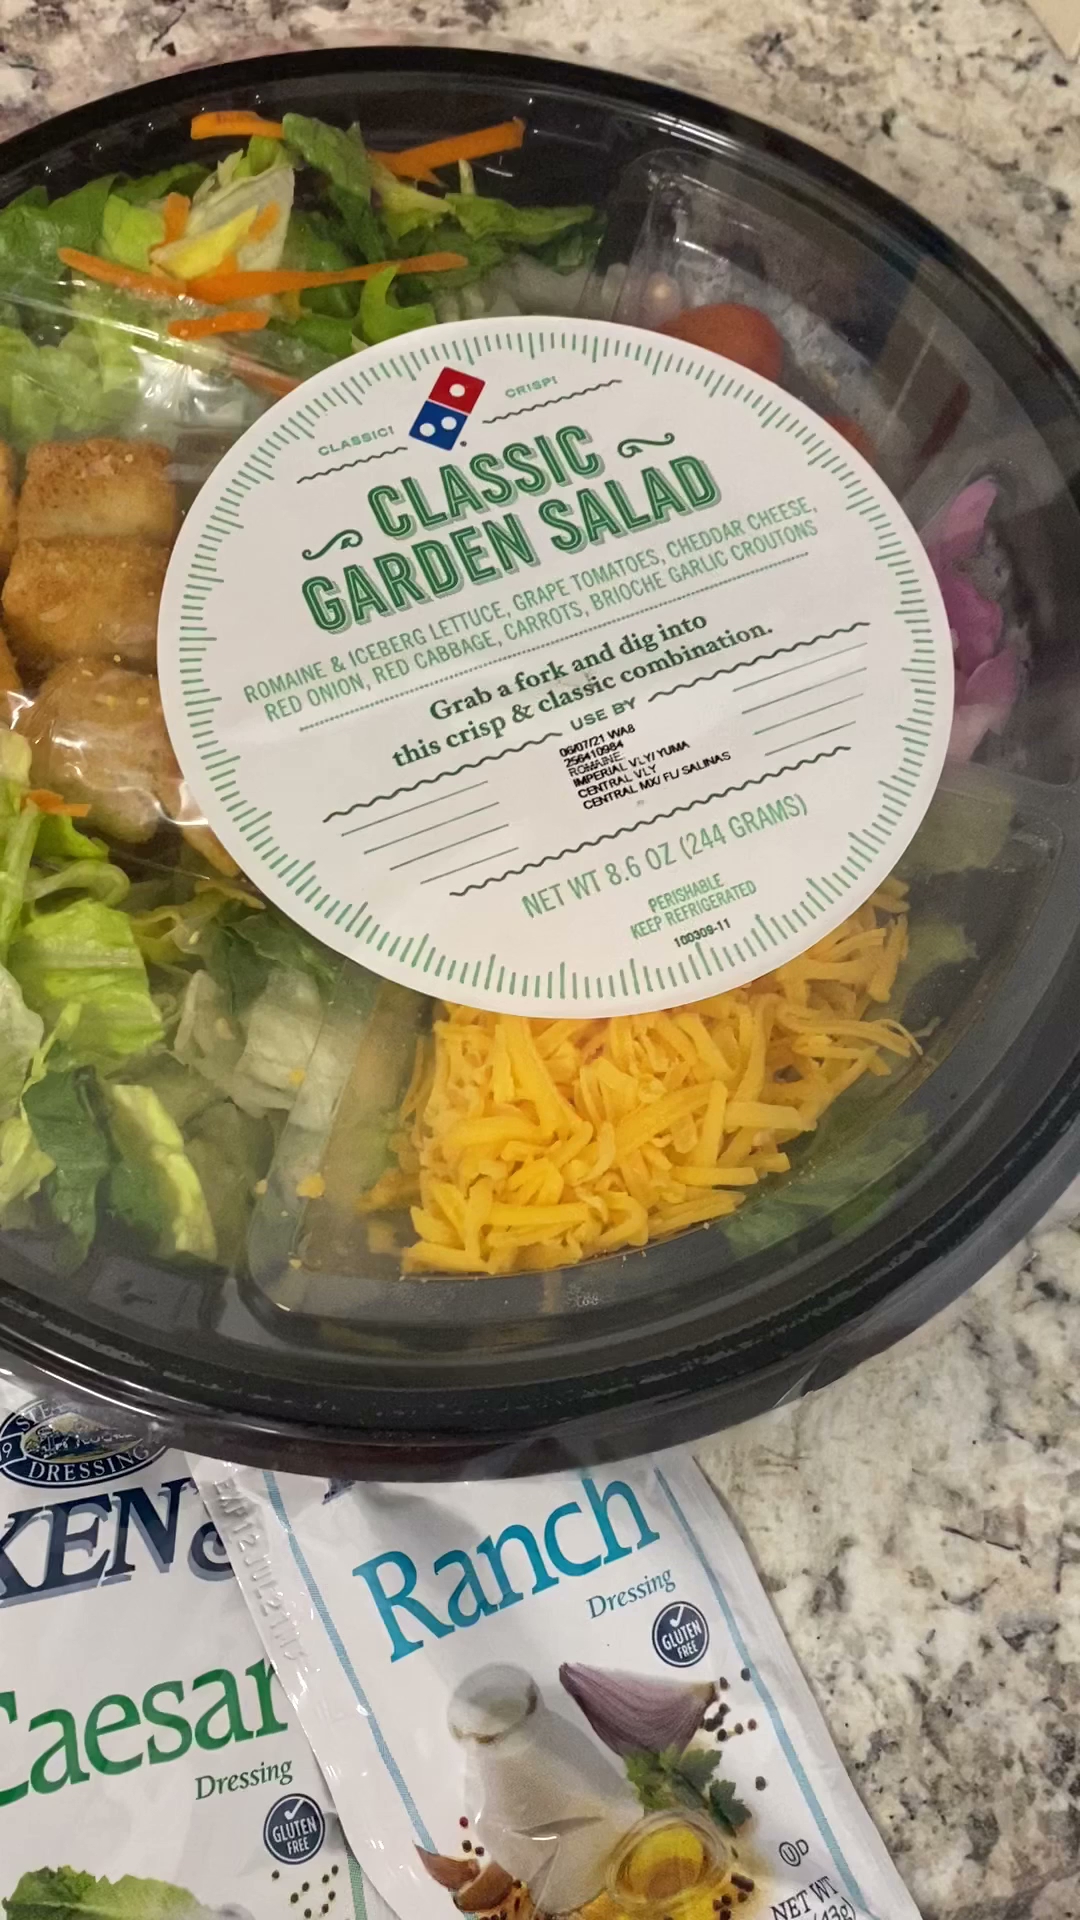 CLASSIC!
CRISP!
CLASSIC
GARDEN SALAD
ROMAINE & ICEBERG LETTUCE, GRAPE TOMATOES, CHEDDAR CHEESE,
RED ONION, RED CABBAGE, CARROTS, BRIOCHE GARLIC CROUTONS
Grab a fork and dig into
this crisp & classic combination.
USE BY
06/07/21 WA8
256410984
ROMAINE
IMPERIAL VLY/ YUMA
CENTRAL VLY
CENTRAL MX/ FL/ SALINAS
NET WT 8.6 OZ (244 GRAMS)
PERISHABLE
KEEP REFRIGERATED
100309-11
DRESSING
KEN'S
Caesar
Dressing
GLUTEN
FREE
Ranch
Dressing
GLUTEN
FREE
UD
NET WT
(43g)